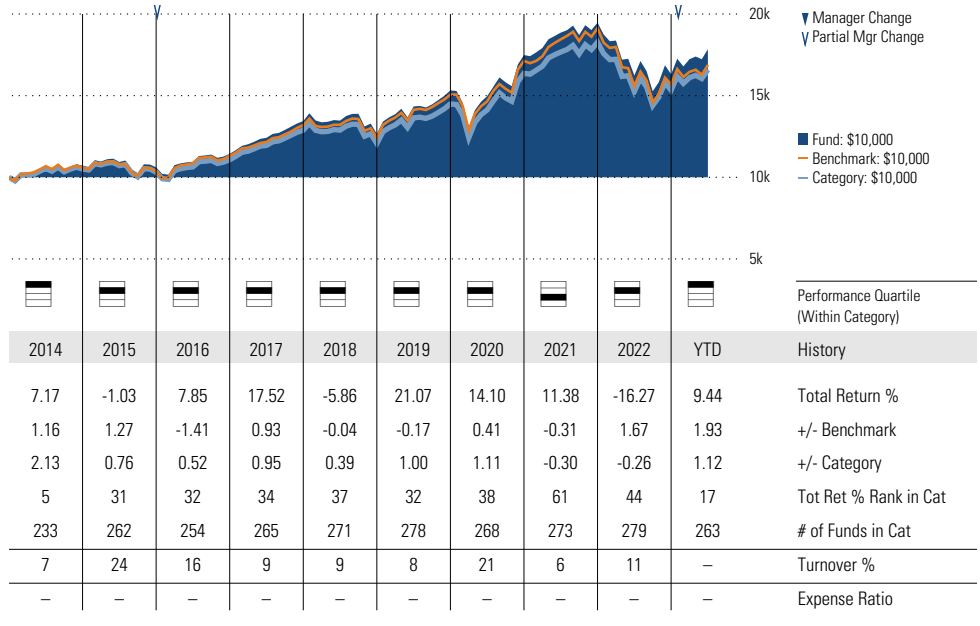 20k
Manager Change
Partial Mgr Change
15k
Fund: $10,000
Benchmark: $10,000
Category: $10,000
10k
5k
Performance Quartile
(Within Category)
2014 2015 2016 2017 2018 2019 2020 2021 2022 YTD History
7.17 -1.03 7.85 17.52 -5.86 21.07 14.10 11.38 -16.27 9.44 Total Return %
1.16 1.27 -1.41 0.93 -0.04 -0.17 0.41 -0.31 1.67 1.93 +/- Benchmark
2.13 0.76 0.52 0.95 0.39 1.00 1.11 -0.30 -0.26 1.12 +/- Category
5 31 32 34 37 32 38 61 44 17 Tot Ret % Rank in Cat
233 262 254 265 271 278 268 273 279 263 # of Funds in Cat
7 24 16 9 9 8 21 6 11 – Turnover %
– – – – – – – – – – Expense Ratio